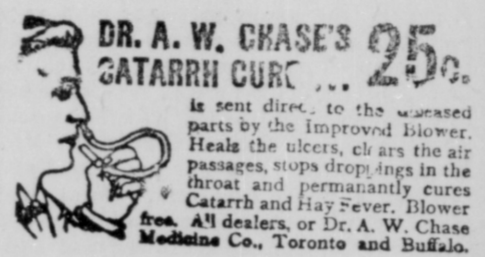 DR. A. W. CHASE'S
CATARRH CURE ... 25c.
is sent direct to the diseased
parts by the Improved Blower.
Heals the ulcers, clears the air
passages, stops droppings in the
throat and permanantly cures
Catarrh and Hay Fever. Blower
free. All dealers, or Dr. A. W. Chase
Medicine Co., Toronto and Buffalo.